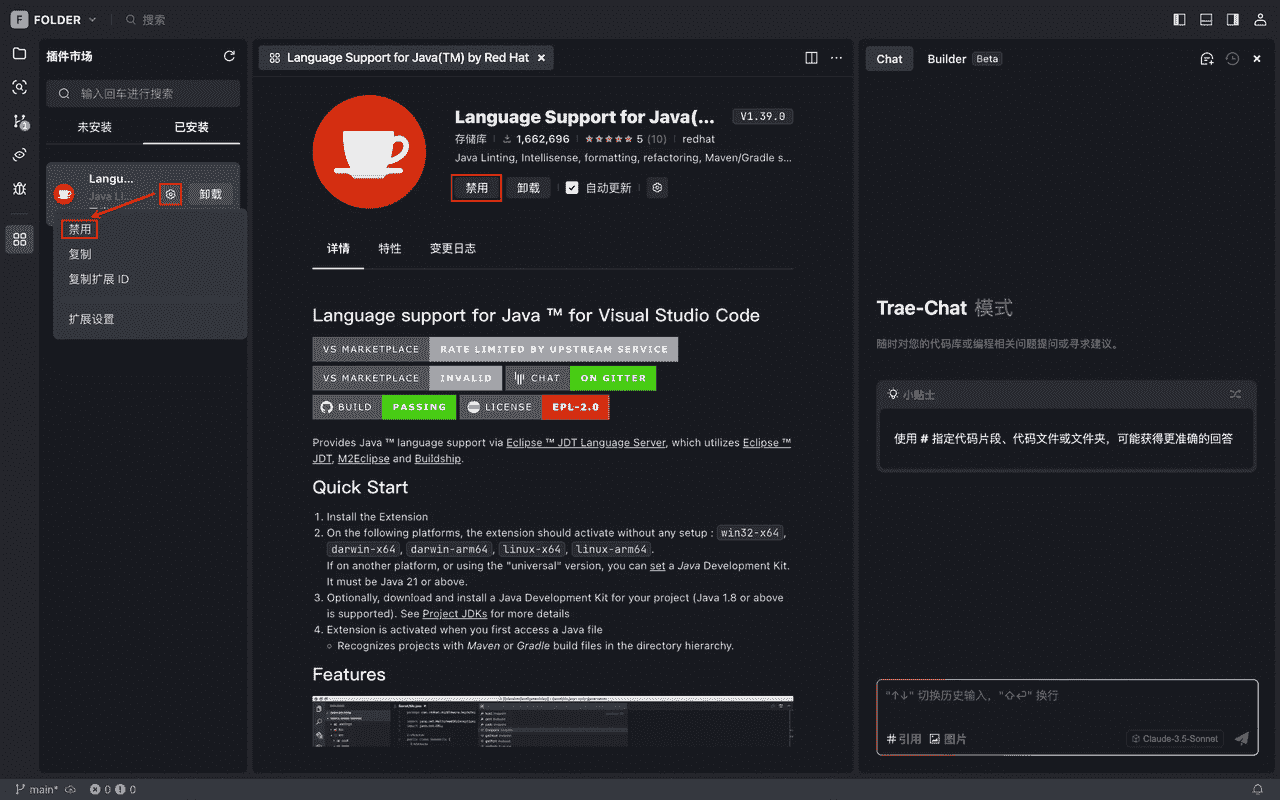 F FOLDER
搜索
插件市场
输入回车进行搜索
未安装
已安装
Langu...
Java Li...
卸载
禁用
复制
复制扩展 ID
扩展设置
Language Support for Java(TM) by Red Hat
Language Support for Java(...
V1.39.0
存储库 1,662,696 5 (10) redhat
Java Linting, Intellisense, formatting, refactoring, Maven/Gradle s...
禁用 卸载 自动更新
详情 特性 变更日志
Language support for Java ™ for Visual Studio Code
VS MARKETPLACE RATE LIMITED BY UPSTREAM SERVICE
VS MARKETPLACE INVALID CHAT ON GITTER
BUILD PASSING LICENSE EPL-2.0
Provides Java ™ language support via Eclipse ™ JDT Language Server, which utilizes Eclipse ™
JDT, M2Eclipse and Buildship.
Quick Start
1. Install the Extension
2. On the following platforms, the extension should activate without any setup : win32-x64,
darwin-x64, darwin-arm64, linux-x64, linux-arm64.
If on another platform, or using the "universal" version, you can set a Java Development Kit.
It must be Java 21 or above.
3. Optionally, download and install a Java Development Kit for your project (Java 1.8 or above
is supported). See Project JDKs for more details
4. Extension is activated when you first access a Java file
Recognizes projects with Maven or Gradle build files in the directory hierarchy.
Features
Chat
Builder Beta
Trae-Chat 模式
随时对您的代码库或编程相关问题提问或寻求建议。
小贴士
使用 # 指定代码片段、代码文件或文件夹，可能获得更准确的回答
"↑↓" 切换历史输入，"⇧⏎" 换行
引用 图片
Claude-3.5-Sonnet
main*
0 0